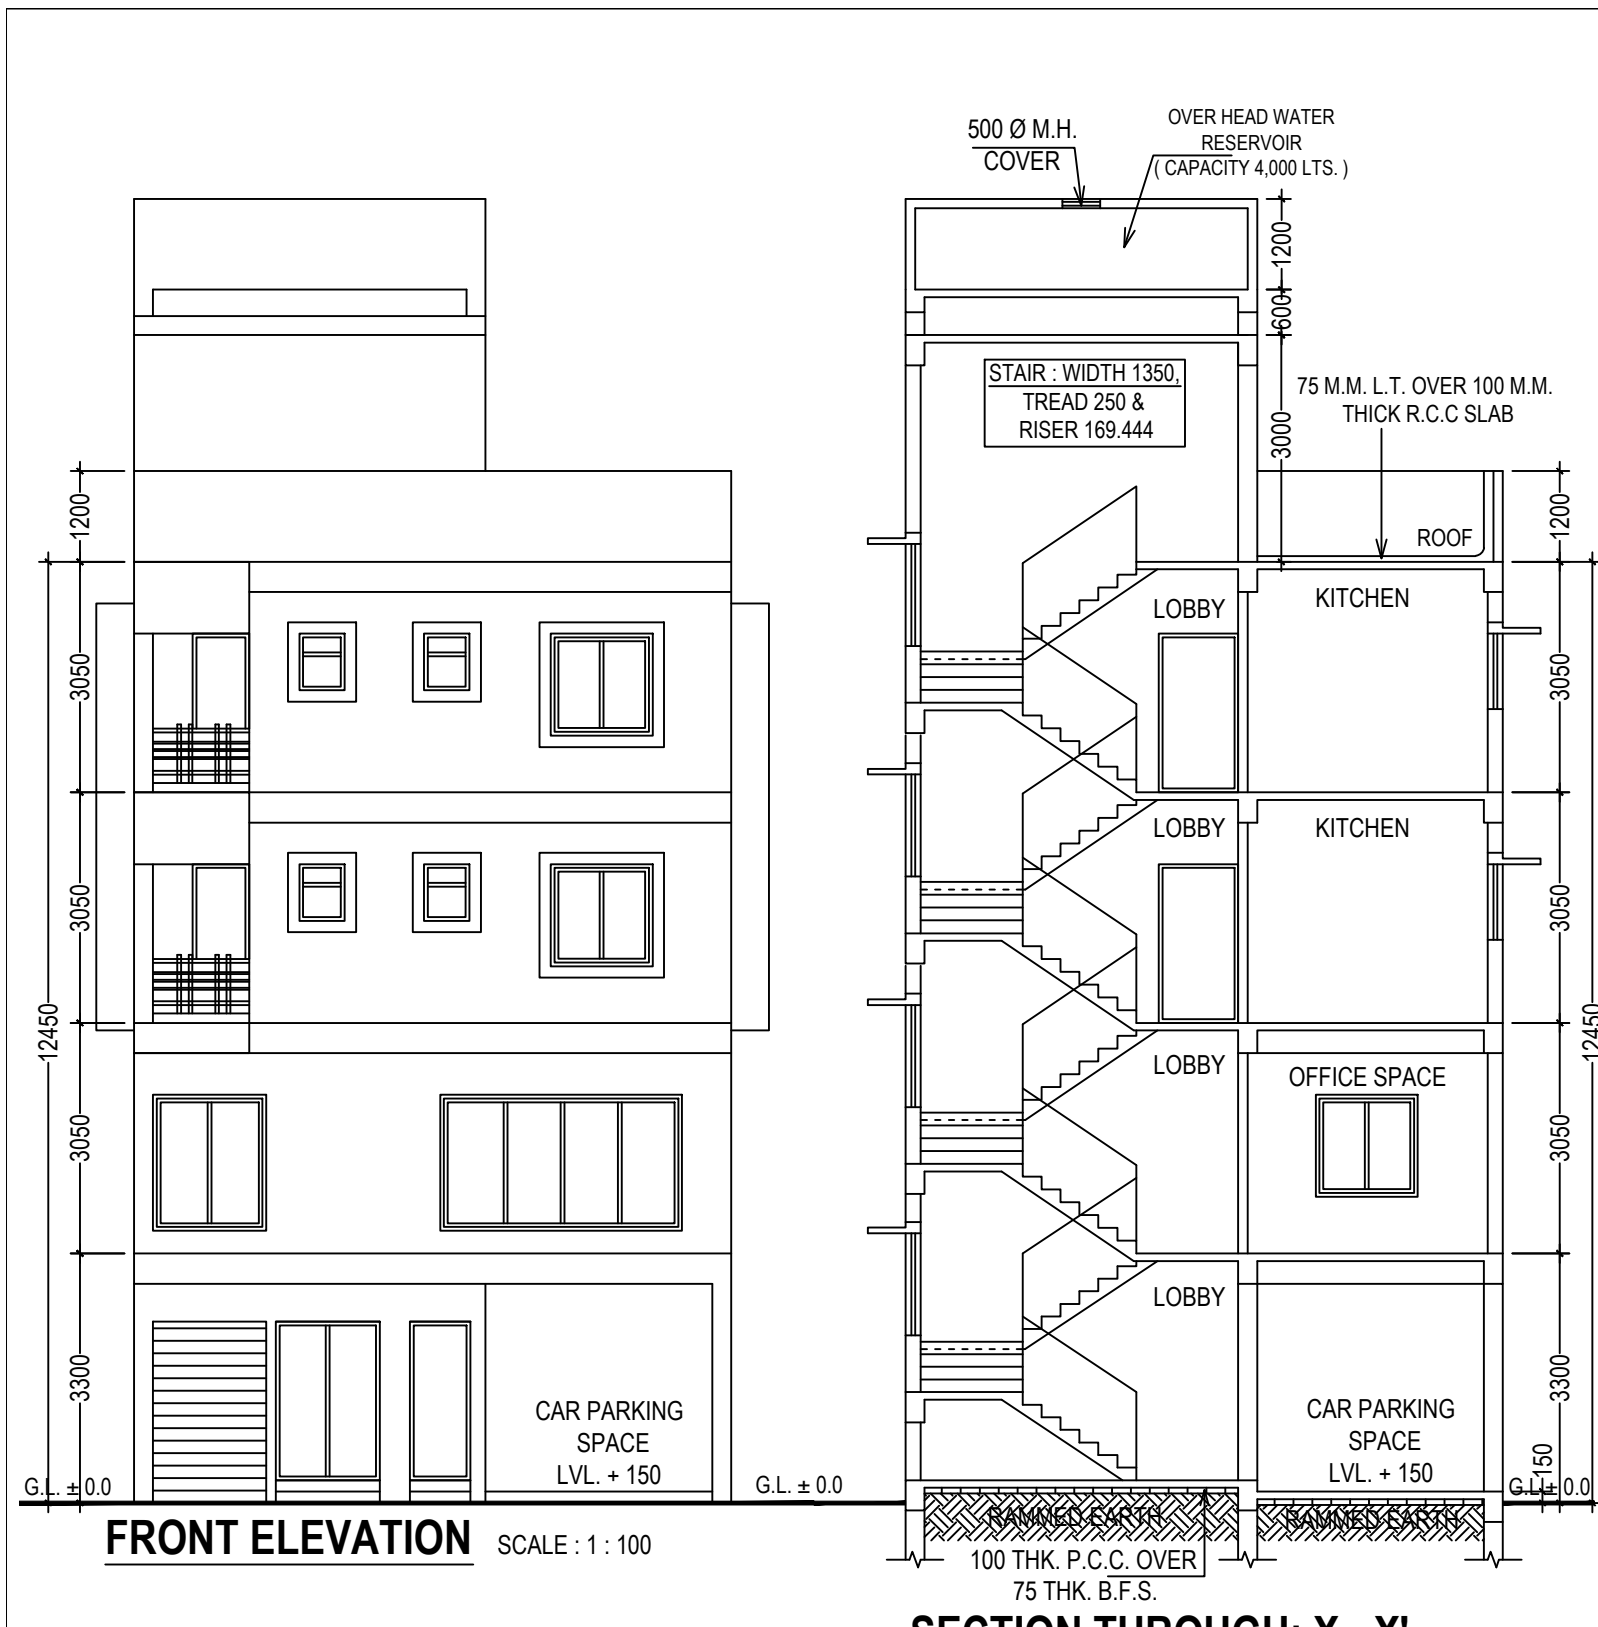 500 Ø M.H.
COVER
OVER HEAD WATER
RESERVOIR
( CAPACITY 4,000 LTS. )
1200
600
3000
STAIR : WIDTH 1350,
TREAD 250 &
RISER 169.444
75 M.M. L.T. OVER 100 M.M.
THICK R.C.C SLAB
1200
3050
3050
3050
3300
12450
CAR PARKING
SPACE
LVL. + 150
G.L. ± 0.0
G.L. ± 0.0
FRONT ELEVATION
SCALE : 1 : 100
ROOF
LOBBY
KITCHEN
LOBBY
KITCHEN
LOBBY
OFFICE SPACE
LOBBY
CAR PARKING
SPACE
LVL. + 150
1200
3050
3050
3050
3300
150
12450
G.L. ± 0.0
RAMMED EARTH
RAMMED EARTH
100 THK. P.C.C. OVER
75 THK. B.F.S.
SECTION THROUGH: X - X'